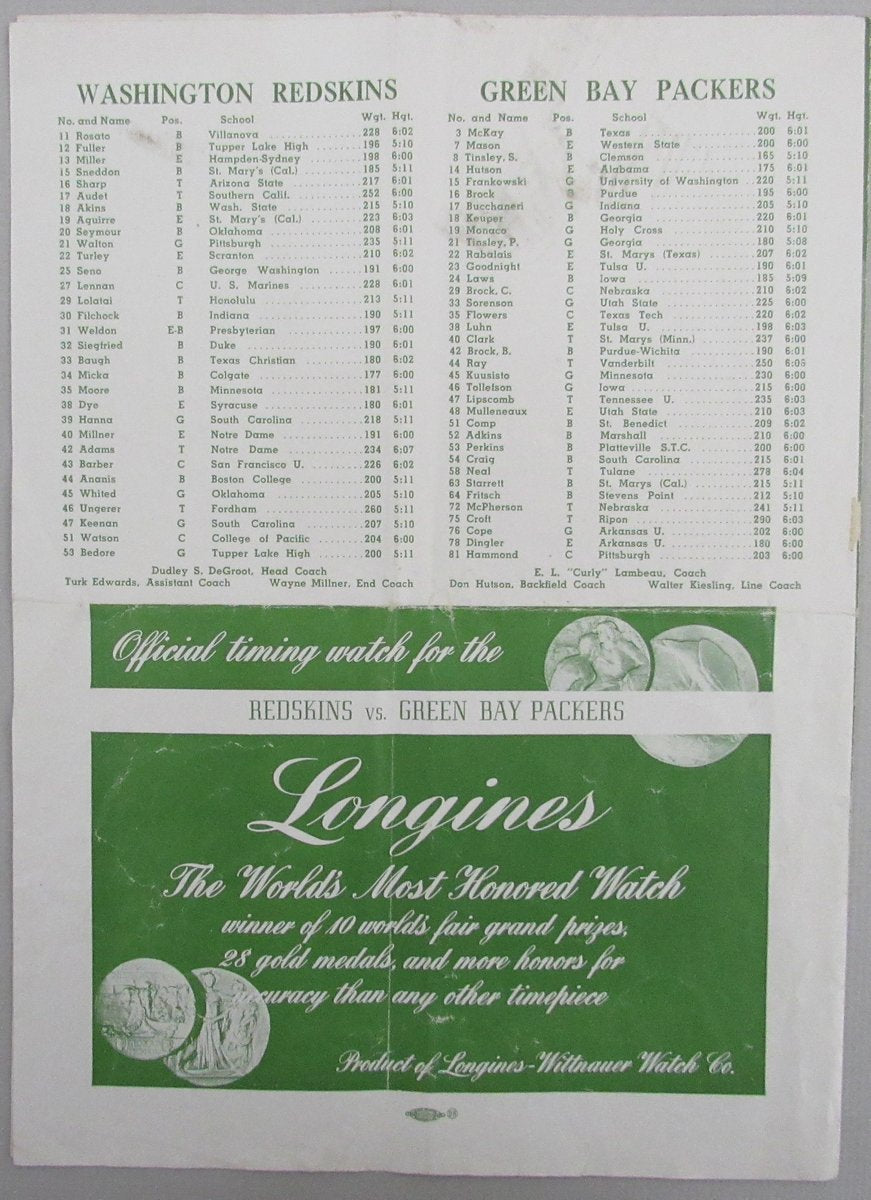 WASHINGTON REDSKINS
No. and Name Pos. School Wgt. Hgt.
11 Rosato B Villanova 228 6:02
12 Fuller B Tupper Lake High 196 5:10
13 Miller E Hampden-Sydney 198 6:00
15 Sneddon B St. Mary's (Cal.) 185 5:11
16 Sharp T Arizona State 217 6:01
17 Audet T Southern Calif. 252 6:00
18 Akins B Wash. State 215 5:10
19 Aguirre E St. Mary's (Cal.) 223 6:03
20 Seymour B Oklahoma 208 6:01
21 Walton G Pittsburgh 235 5:11
22 Turley E Scranton 210 6:02
25 Seno B George Washington 191 6:00
27 Lennan C U. S. Marines 228 6:01
29 Lolatai T Honolulu 213 5:11
30 Filchock B Indiana 190 5:11
31 Weldon E-B Presbyterian 197 6:00
32 Siegfried B Duke 190 6:01
33 Baugh B Texas Christian 180 6:02
34 Micka B Colgate 177 6:00
35 Moore B Minnesota 181 5:11
38 Dye E Syracuse 180 6:01
39 Hanna G South Carolina 218 5:11
40 Millner E Notre Dame 191 6:00
42 Adams T Notre Dame 234 6:07
43 Barber C San Francisco U. 226 6:02
44 Ananis B Boston College 200 5:11
45 Whited G Oklahoma 205 5:10
46 Ungerer T Fordham 260 5:11
47 Keenan G South Carolina 207 5:10
51 Watson C College of Pacific 204 6:00
53 Bedore G Tupper Lake High 200 5:11
Dudley S. DeGroot, Head Coach
Turk Edwards, Assistant Coach Wayne Millner, End Coach
GREEN BAY PACKERS
No. and Name Pos. School Wgt. Hgt.
3 McKay B Texas 200 6:01
7 Mason E Western State 200 6:00
8 Tinsley, S. B Clemson 165 5:10
14 Hutson E Alabama 175 6:01
15 Frankowski G University of Washington 220 5:11
16 Brock Purdue 195 6:00
17 Bucchaneri G Indiana 205 5:10
18 Keuper B Georgia 220 6:01
19 Monaco G Holy Cross 210 5:10
21 Tinsley, P. G Georgia 180 5:08
22 Rabalais E St. Marys (Texas) 207 6:02
23 Goodnight E Tulsa U. 190 6:01
24 Laws B Iowa 185 5:09
29 Brock, C. C Nebraska 210 6:02
33 Sorenson G Utah State 225 6:00
35 Flowers C Texas Tech 220 6:02
38 Luhn E Tulsa U. 198 6:03
40 Clark T St. Marys (Minn.) 237 6:00
42 Brock, B. B Purdue-Wichita 190 6:01
44 Ray T Vanderbilt 250 6:05
45 Kuusisto G Minnesota 230 6:00
46 Tollefson G Iowa 215 6:00
47 Lipscomb T Tennessee U. 235 6:03
48 Mulleneaux E Utah State 210 6:03
51 Comp B St. Benedict 209 6:02
52 Adkins B Marshall 210 6:00
53 Perkins B Platteville S.T.C. 200 6:00
54 Craig B South Carolina 215 6:01
58 Neal T Tulane 278 6:04
63 Starrett B St. Marys (Cal.) 215 5:11
64 Fritsch B Stevens Point 212 5:10
72 McPherson T Nebraska 241 5:11
75 Croft T Ripon 290 6:03
76 Cope G Arkansas U. 202 6:00
78 Dingler E Arkansas U. 180 6:00
81 Hammond C Pittsburgh 203 6:00
E. L. "Curly" Lambeau, Coach
Don Hutson, Backfield Coach Walter Kiesling, Line Coach
Official timing watch for the
REDSKINS VS. GREEN BAY PACKERS
Longines
The World's Most Honored Watch
winner of 10 world's fair grand prizes,
28 gold medals, and more honors for
accuracy than any other timepiece
Product of Longines-Wittnauer Watch Co.